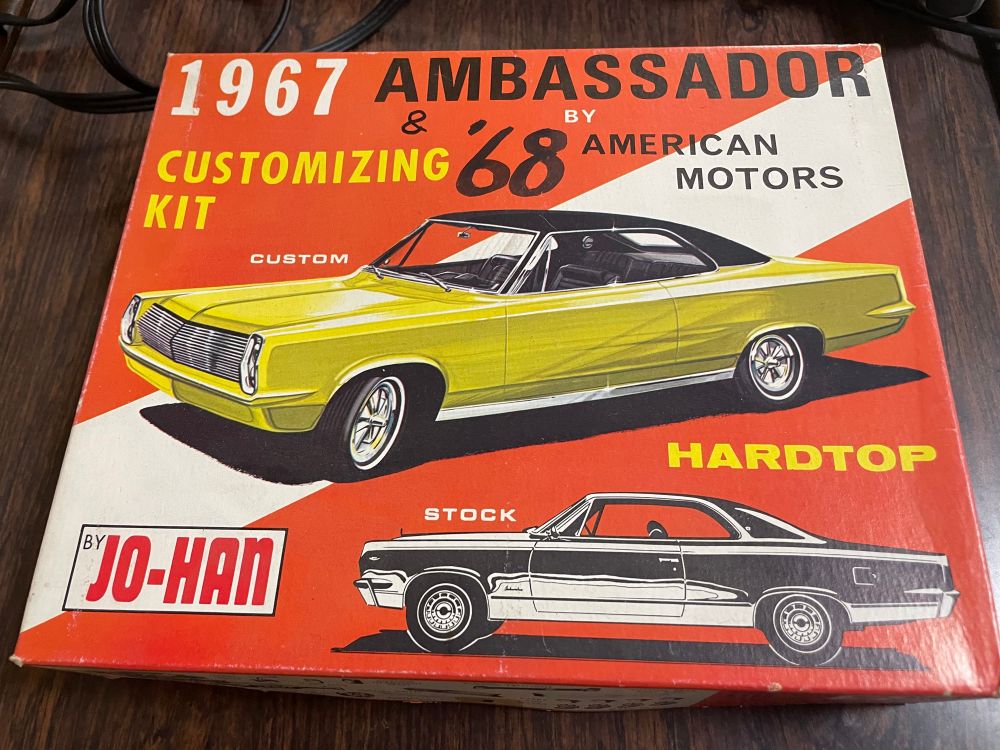 1967 AMBASSADOR
& '68 BY AMERICAN MOTORS
CUSTOMIZING
KIT
CUSTOM
HARDTOP
STOCK
BY JO-HAN